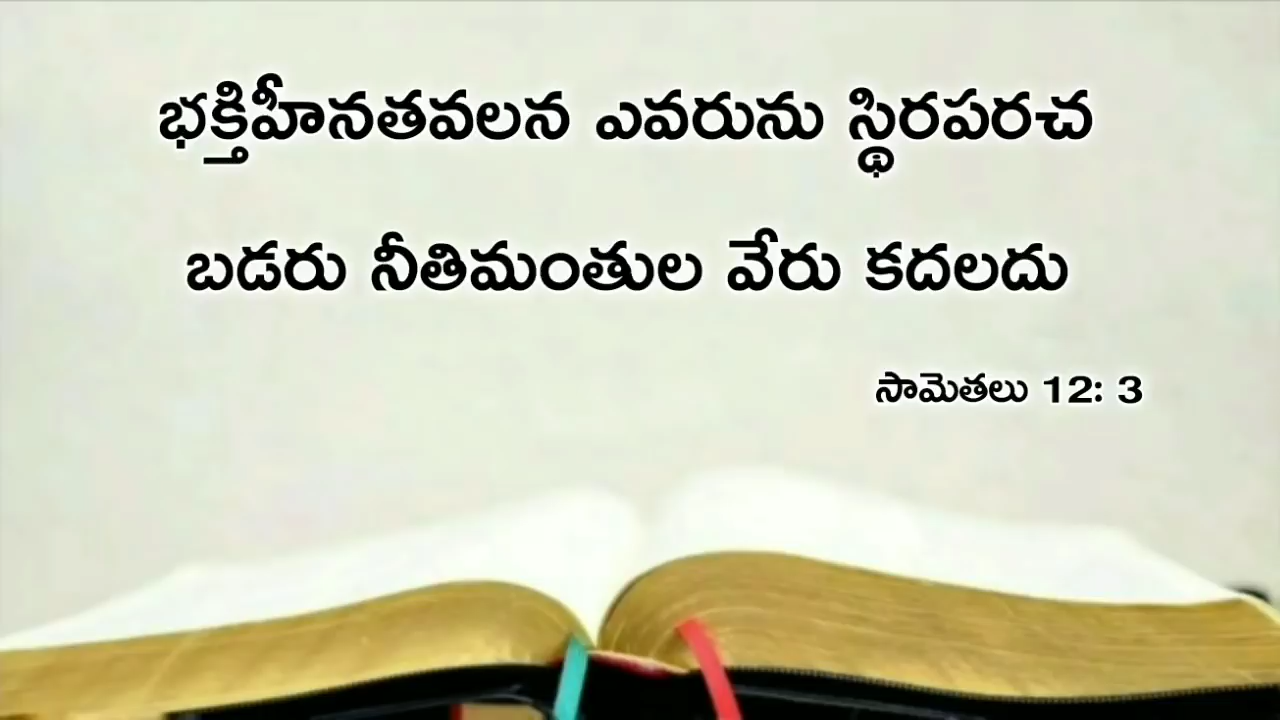 భక్తిహీనతవలన ఎవరును స్థిరపరచ
బడరు నీతిమంతుల వేరు కదలదు
సామెతలు 12: 3